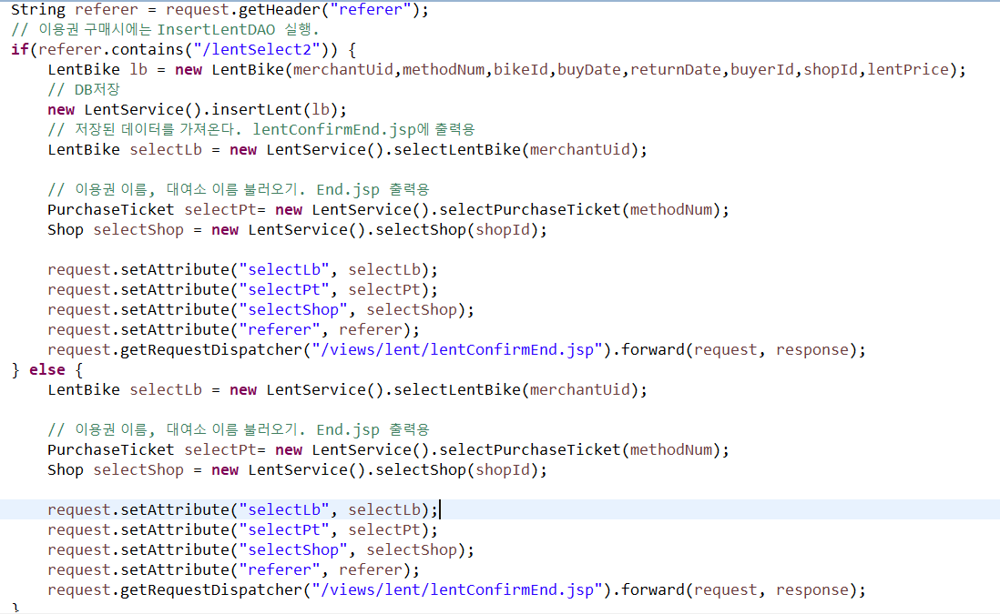 String referer = request.getHeader("referer");
// 이용권 구매시에는 InsertLentDAO 실행.
if(referer.contains("/lentSelect2")) {
LentBike lb = new LentBike(merchantUid,methodNum,bikeId,buyDate,returnDate,buyerId,shopId,lentPrice);
// DB저장
new LentService().insertLent(lb);
// 저장된 데이터를 가져온다. lentConfirmEnd.jsp에 출력용
LentBike selectLb = new LentService().selectLentBike(merchantUid);
// 이용권 이름, 대여소 이름 불러오기. End.jsp 출력용
PurchaseTicket selectPt= new LentService().selectPurchaseTicket(methodNum);
Shop selectShop = new LentService().selectShop(shopId);
request.setAttribute("selectLb", selectLb);
request.setAttribute("selectPt", selectPt);
request.setAttribute("selectShop", selectShop);
request.setAttribute("referer", referer);
request.getRequestDispatcher("/views/lent/lentConfirmEnd.jsp").forward(request, response);
} else {
LentBike selectLb = new LentService().selectLentBike(merchantUid);
// 이용권 이름, 대여소 이름 불러오기. End.jsp 출력용
PurchaseTicket selectPt= new LentService().selectPurchaseTicket(methodNum);
Shop selectShop = new LentService().selectShop(shopId);
request.setAttribute("selectLb", selectLb);
request.setAttribute("selectPt", selectPt);
request.setAttribute("selectShop", selectShop);
request.setAttribute("referer", referer);
request.getRequestDispatcher("/views/lent/lentConfirmEnd.jsp").forward(request, response);
}